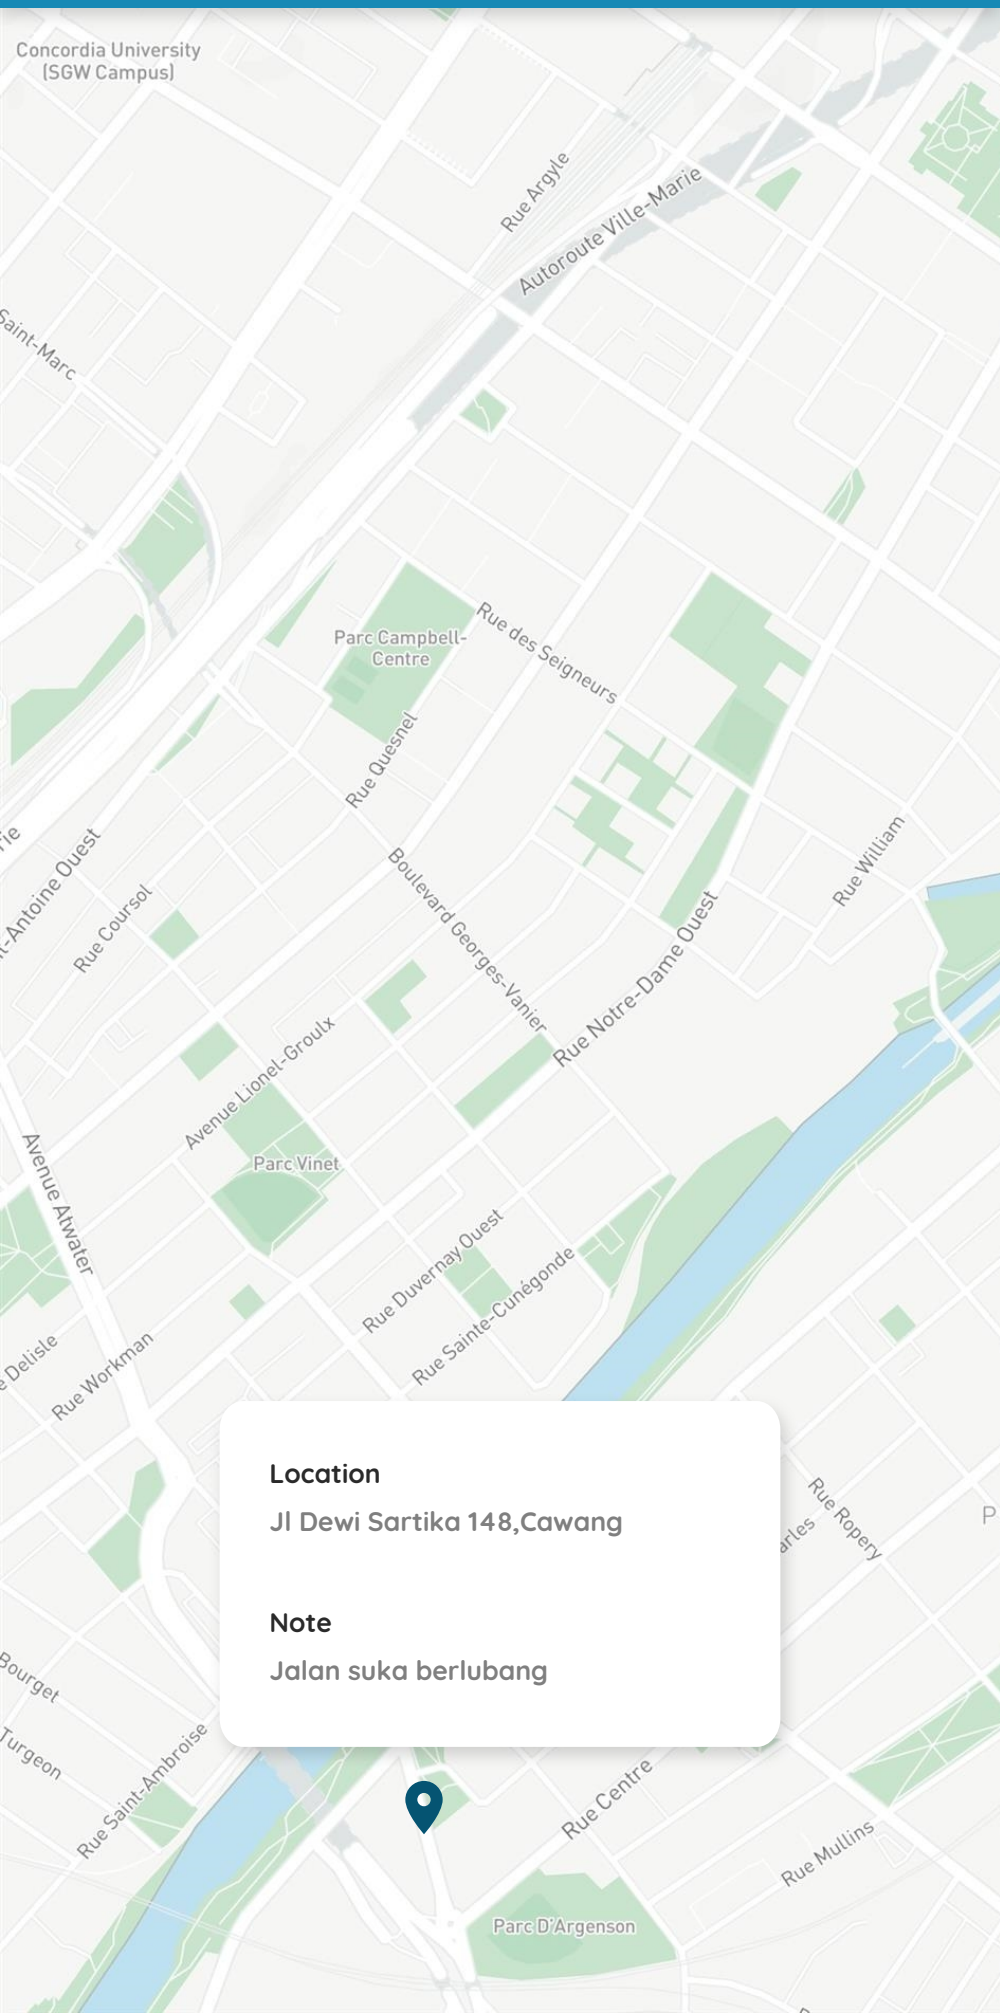 Concordia University
(SGW Campus)
Rue Argyle
Autoroute Ville-Marie
Saint-Marc
Parc Campbell-
Centre
Rue des Seigneurs
Rue Quesnel
Boulevard Georges-Vanier
Rue William
t-Antoine Ouest
Rue Coursol
Rue Notre-Dame Ouest
Avenue Lionel-Groulx
Avenue Atwater
Parc Vinet
Rue Duvernay Ouest
Rue Sainte-Cunégonde
e Delisle
Rue Workman
Location
Jl Dewi Sartika 148,Cawang
Note
Jalan suka berlubang
Rue Ropery
arles
P
Bourget
Turgeon
Rue Saint-Ambroise
Rue Centre
Rue Mullins
Parc D'Argenson